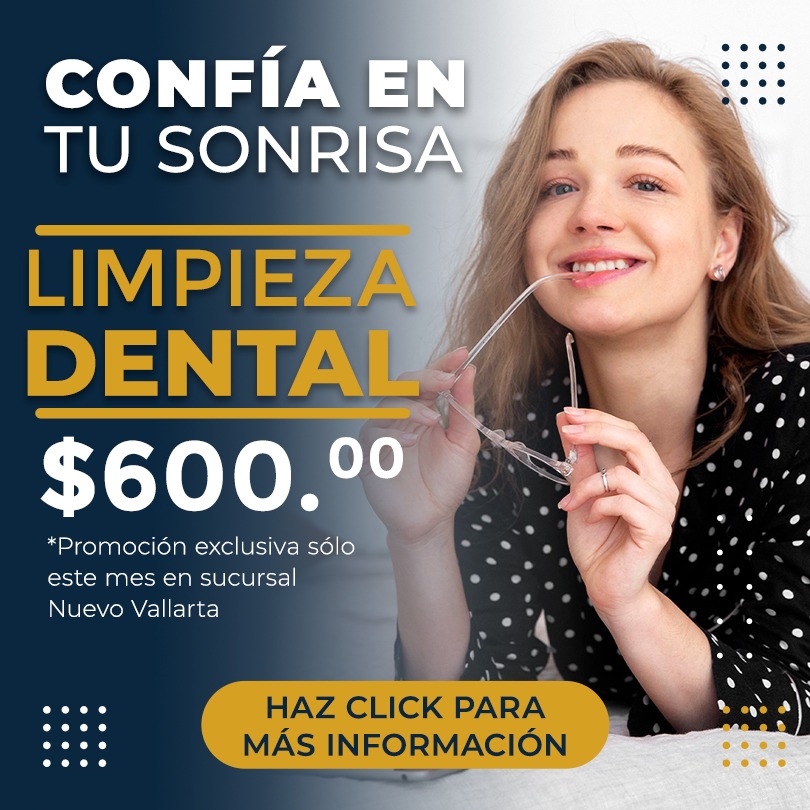 CONFÍA EN
TU SONRISA
LIMPIEZA
DENTAL
$600.00
*Promoción exclusiva sólo
este mes en sucursal
Nuevo Vallarta
HAZ CLICK PARA
MÁS INFORMACIÓN